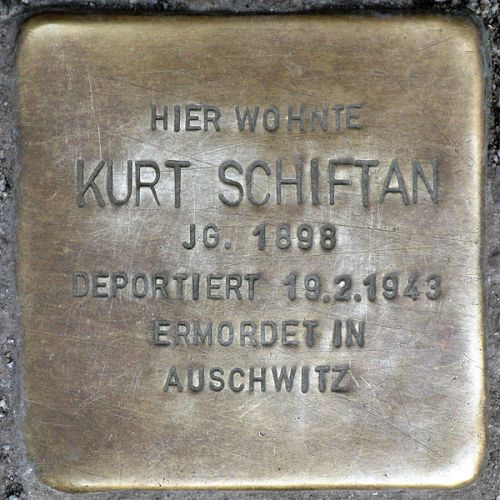 HIER WOHNTE
KURT SCHIFTAN
JG. 1898
DEPORTIERT 19.2.1943
ERMORDET IN
AUSCHWITZ